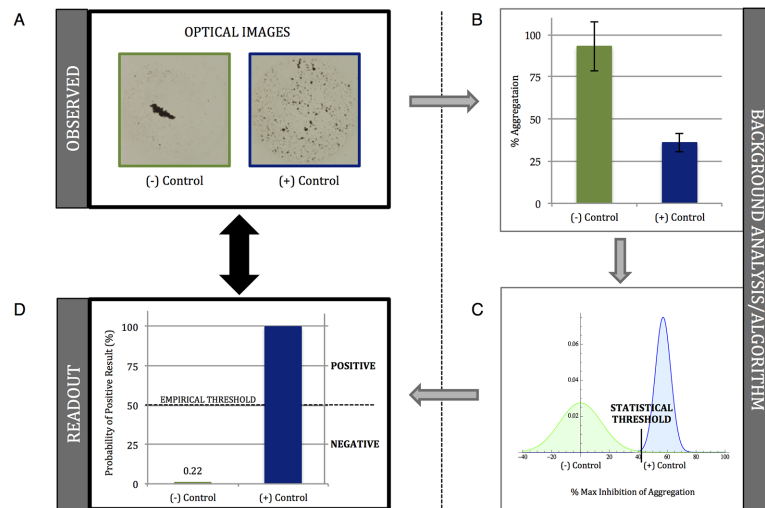 A
OBSERVED
OPTICAL IMAGES
(-) Control
(+) Control
B
% Aggregataion
100
75
50
25
0
(-) Control
(+) Control
BACKGROUND ANALYSIS/ALGORITHM
C
0.06
0.04
0.02
STATISTICAL
THRESHOLD
-40
-20
0
20
40
60
80
100
(-) Control
(+) Control
% Max Inhibition of Aggregation
D
READOUT
Probability of Positive Result (%)
100
75
50
25
0
POSITIVE
EMPIRICAL THRESHOLD
NEGATIVE
0.22
(-) Control
(+) Control